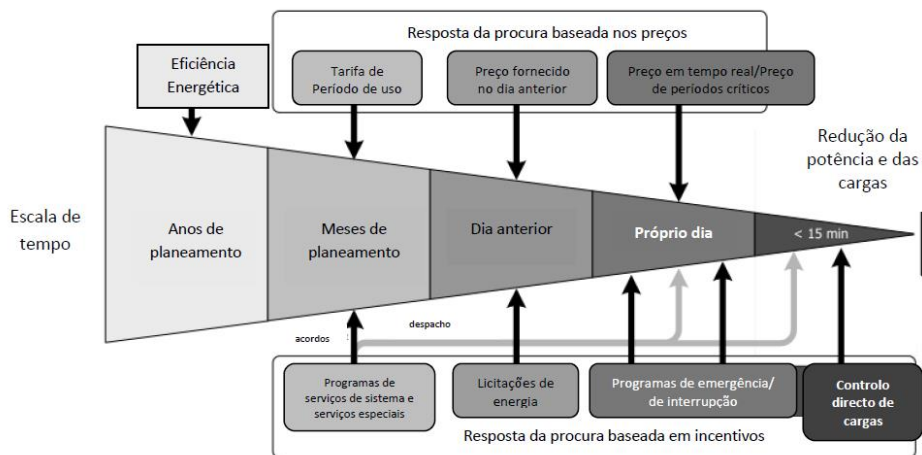 Resposta da procura baseada nos preços
Eficiência
Energética
Tarifa de
Período de uso
Preço fornecido
no dia anterior
Preço em tempo real/Preço
de períodos críticos
Redução da
potência e das
cargas
Escala de
tempo
Anos de
planeamento
Meses de
planeamento
Dia anterior
Próprio dia
< 15 min
acordos
despacho
Programas de
serviços de sistema e
serviços especiais
Licitações de
energia
Programas de emergência/
de interrupção
Controlo
directo de
cargas
Resposta da procura baseada em incentivos